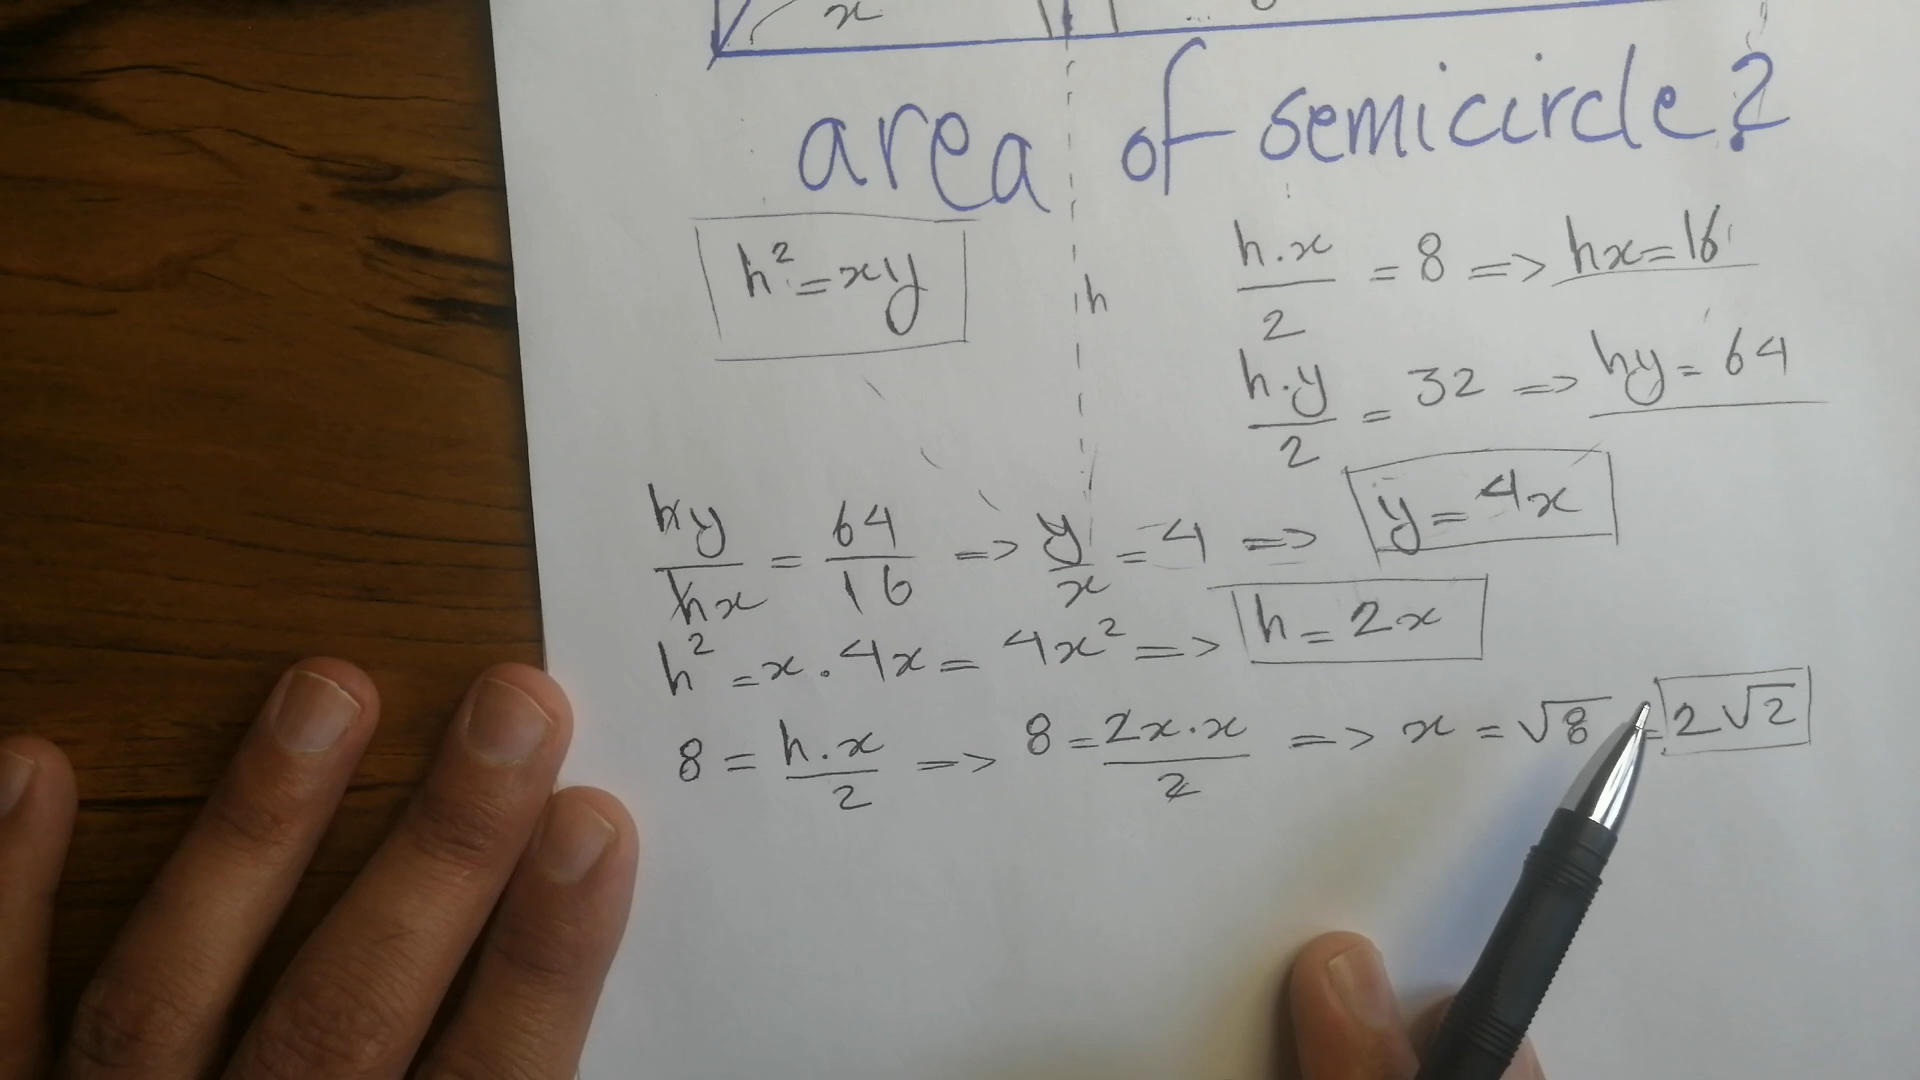 x
area of semicircle?
h² = xy
h
h.x/2 = 8 => hx = 16
h.y/2 = 32 => hy = 64
hy/hx = 64/16 => y/x = 4 => y = 4x
h² = x . 4x = 4x² => h = 2x
8 = h.x/2 => 8 = 2x.x/2 => x = √8 = 2√2